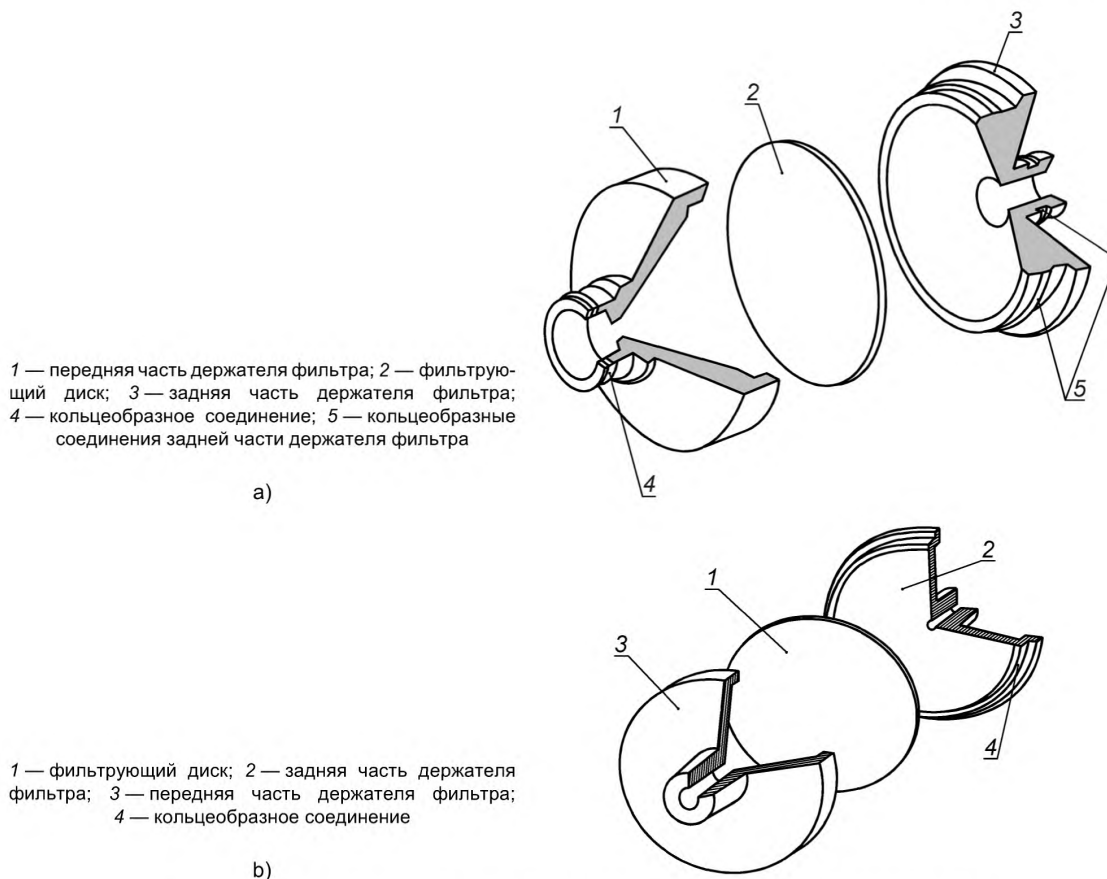 3
2
1
5
4
1 — передняя часть держателя фильтра; 2 — фильтрую-
щий диск; 3 — задняя часть держателя фильтра;
4 — кольцеобразное соединение; 5 — кольцеобразные
соединения задней части держателя фильтра
a)
2
1
3
4
1 — фильтрующий диск; 2 — задняя часть держателя
фильтра; 3 — передняя часть держателя фильтра;
4 — кольцеобразное соединение
b)